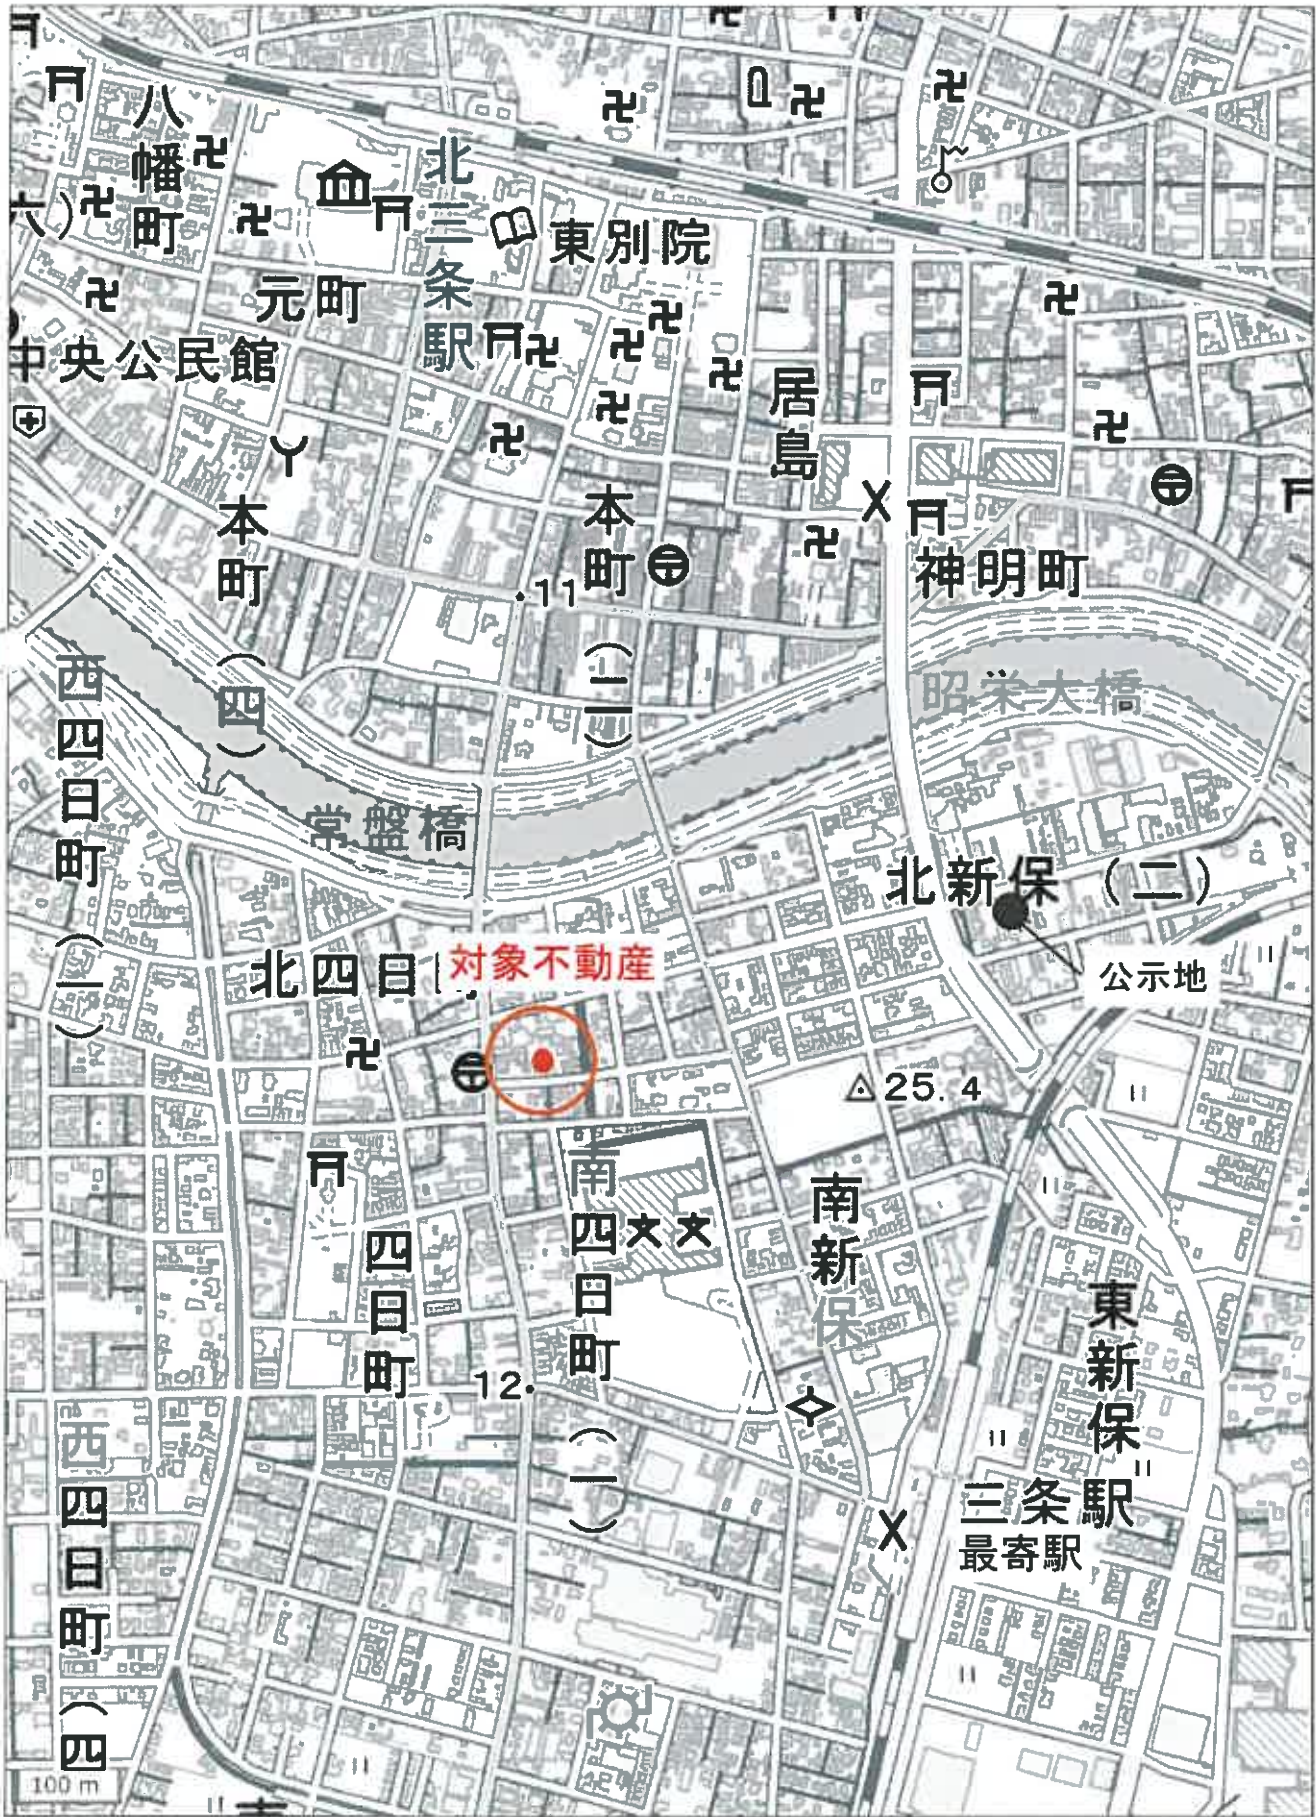 八幡町
北三条駅
六）
東別院
元町
中央公民館
居島
本町（四）
本町（二）
・11
神明町
昭栄大橋
西四日町（一）
常盤橋
北新保（二）
公示地
北四日
対象不動産
25.4
南四日町（一）
南新保
四日町
東新保
12.
西四日町（四
三条駅
最寄駅
100 m